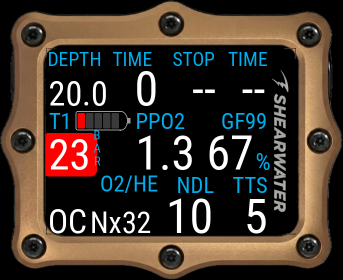 DEPTH TIME STOP TIME
20.0 0 -- --
T1 PPO2 GF99
23 BAR 1.3 67%
O2/HE NDL TTS
OC Nx32 10 5
SHEARWATER